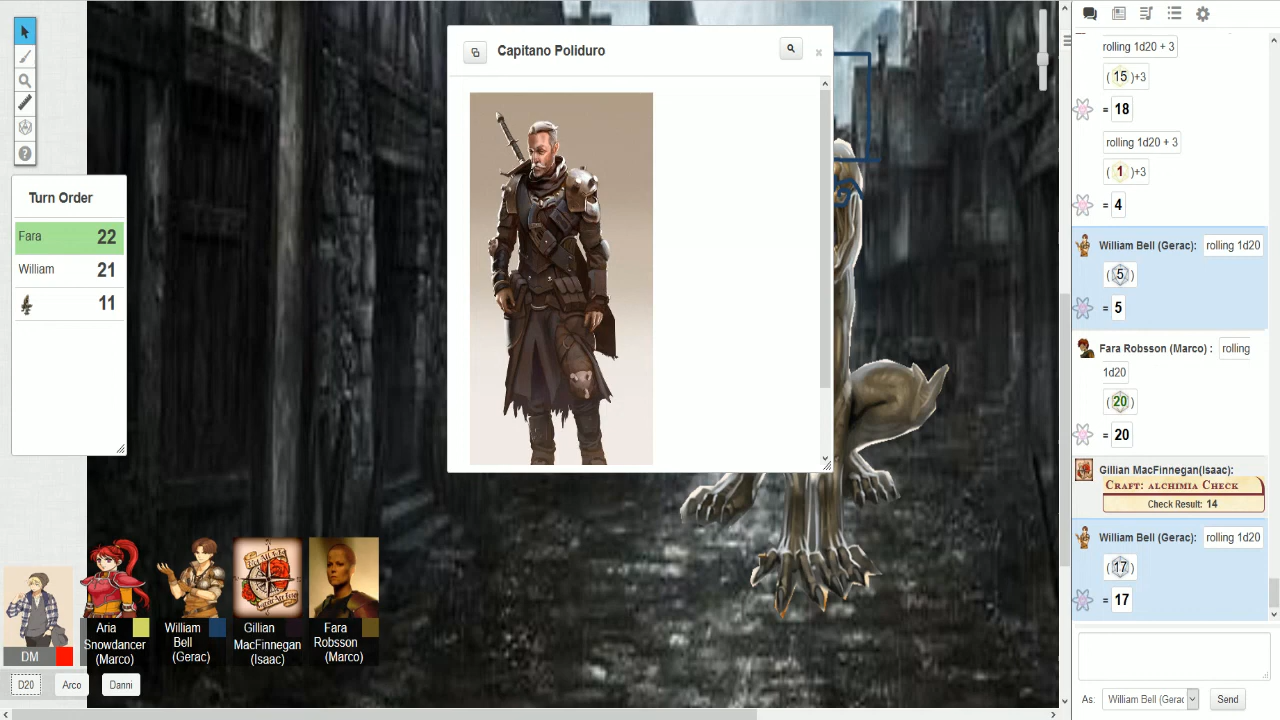 Capitano Poliduro
Turn Order
Fara 22
William 21
11
Aria
Snowdancer
(Marco)
William
Bell
(Gerac)
Gillian
MacFinnegan
(Isaac)
Fara
Robsson
(Marco)
DM
D20 Arco Danni
rolling 1d20 + 3
(15)+3
= 18
rolling 1d20 + 3
(1)+3
= 4
William Bell (Gerac): rolling 1d20
(5)
= 5
Fara Robsson (Marco) : rolling
1d20
(20)
= 20
Gillian MacFinnegan(Isaac):
Craft: alchimia Check
Check Result: 14
William Bell (Gerac): rolling 1d20
(17)
= 17
As: William Bell (Gerac Send